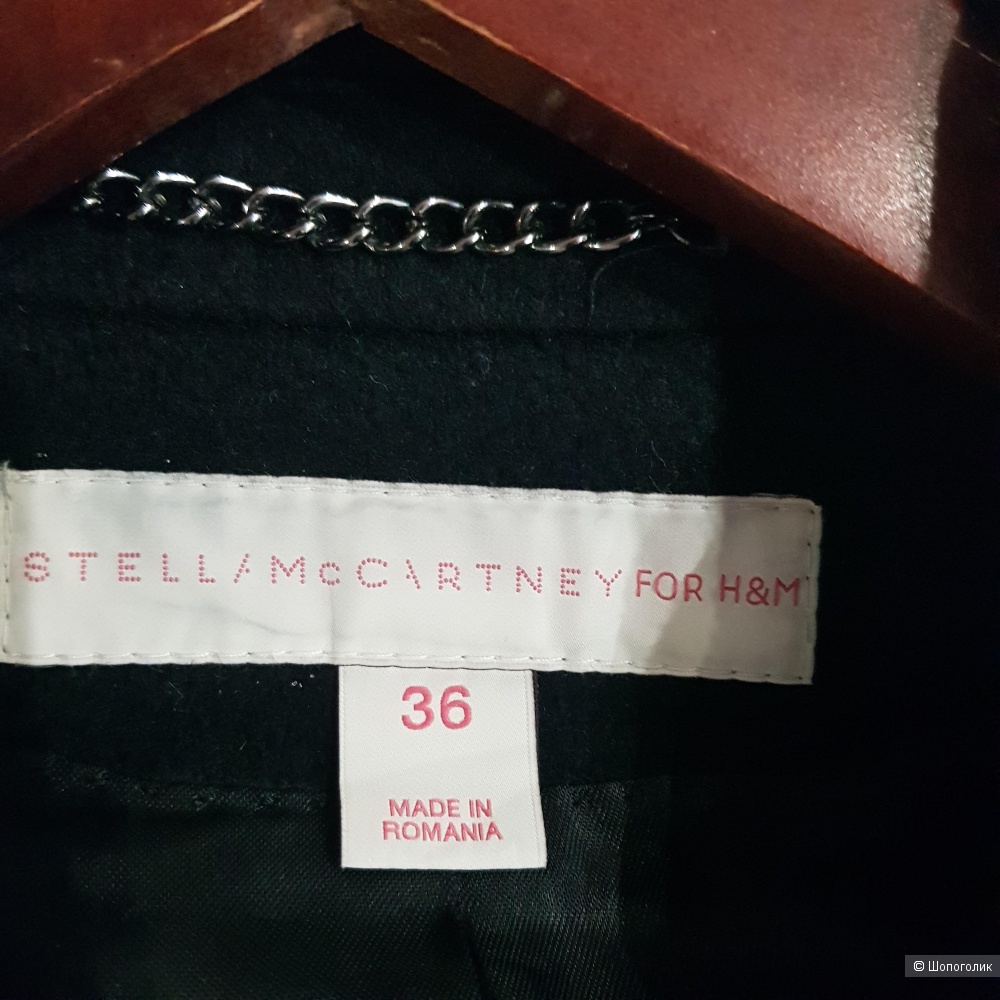 STELL/McC\RTNEY FOR H&M
36
MADE IN
ROMANIA
© Шопоголик